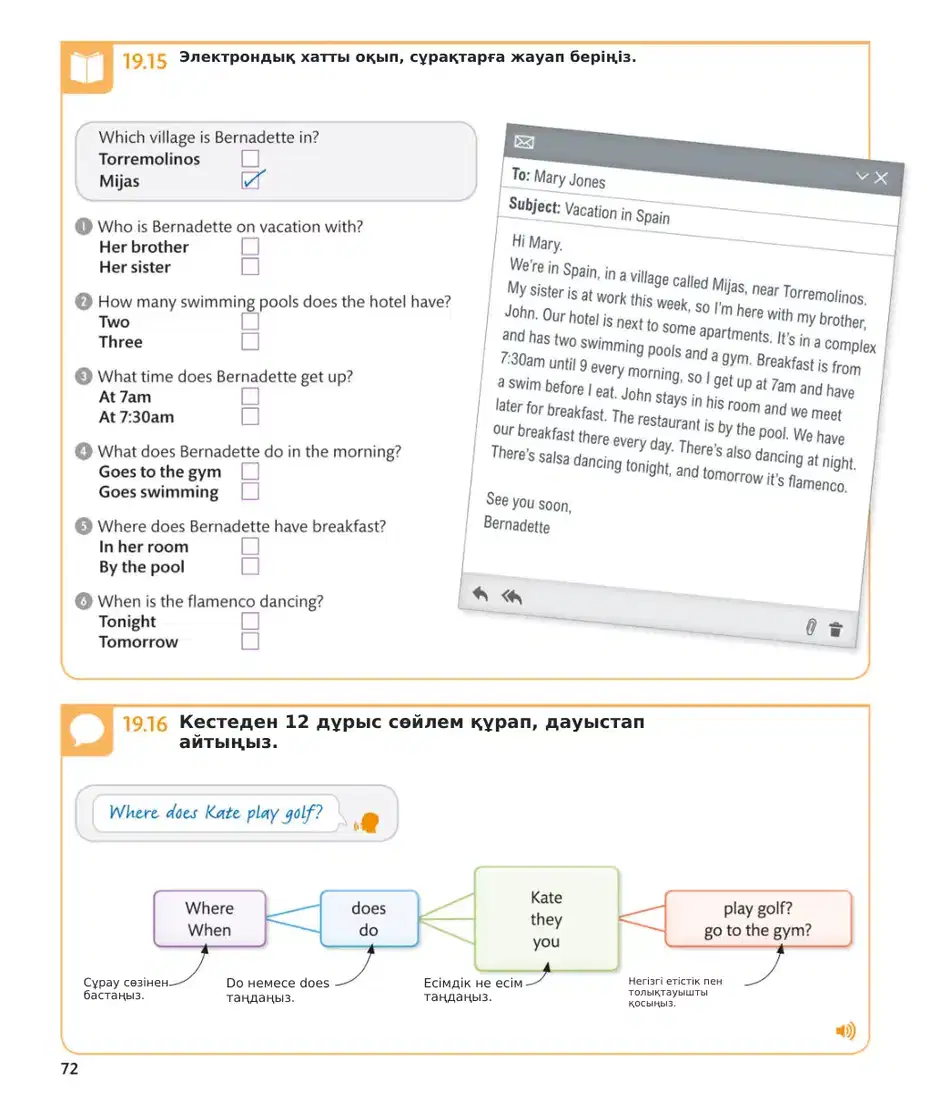 19.15 Электрондық хатты оқып, сұрақтарға жауап беріңіз.
Which village is Bernadette in?
Torremolinos
Mijas
1 Who is Bernadette on vacation with?
Her brother
Her sister
2 How many swimming pools does the hotel have?
Two
Three
3 What time does Bernadette get up?
At 7am
At 7:30am
4 What does Bernadette do in the morning?
Goes to the gym
Goes swimming
5 Where does Bernadette have breakfast?
In her room
By the pool
6 When is the flamenco dancing?
Tonight
Tomorrow
To: Mary Jones
Subject: Vacation in Spain
Hi Mary.
We're in Spain, in a village called Mijas, near Torremolinos.
My sister is at work this week, so I'm here with my brother,
John. Our hotel is next to some apartments. It's in a complex
and has two swimming pools and a gym. Breakfast is from
7:30am until 9 every morning, so I get up at 7am and have
a swim before I eat. John stays in his room and we meet
later for breakfast. The restaurant is by the pool. We have
our breakfast there every day. There's also dancing at night.
There's salsa dancing tonight, and tomorrow it's flamenco.
See you soon,
Bernadette
19.16 Кестеден 12 дұрыс сөйлем құрап, дауыстап
айтыңыз.
Where does Kate play golf?
Where
When
does
do
Kate
they
you
play golf?
go to the gym?
Сұрау сөзінен
бастаңыз.
Do немесе does
таңдаңыз.
Есімдік не есім
таңдаңыз.
Негізгі етістік пен
толықтауышты
қосыңыз.
72